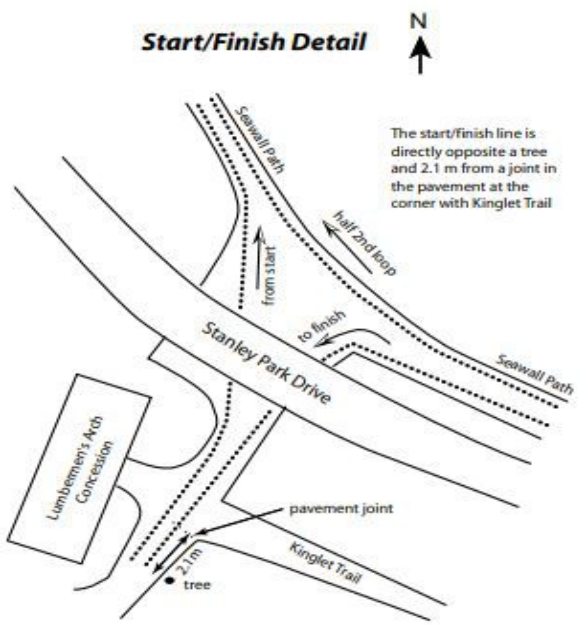 Start/Finish Detail
N
The start/finish line is
directly opposite a tree
and 2.1 m from a joint in
the pavement at the
corner with Kinglet Trail
Seawall Path
half 2nd loop
from start
to finish
Stanley Park Drive
Seawall Path
Lumbermen's Arch
Concession
pavement joint
Kinglet Trail
2.1m
tree